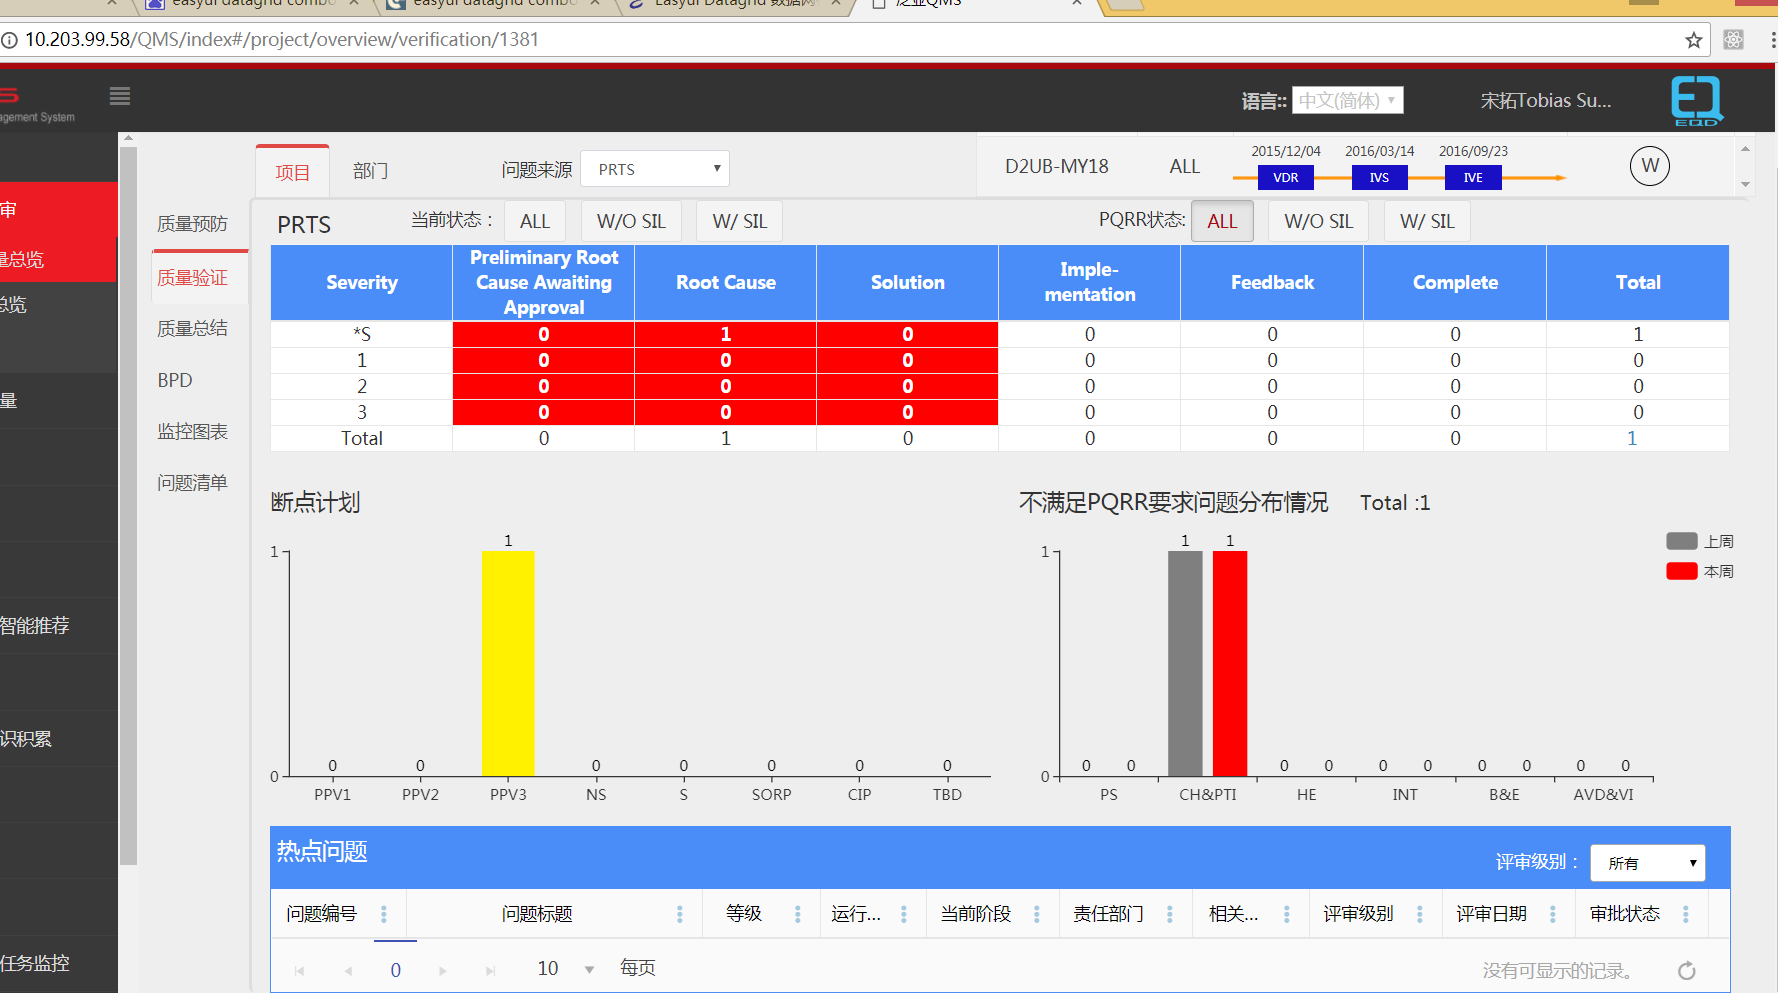 easyui datagrid combo
easyui datagrid combo
Easyui Datagrid 数据网
泛亚QMS
10.203.99.58/QMS/index#/project/overview/verification/1381
S
agement System
语言::
中文(简体)
宋拓Tobias Su...
EQD
审
量总览
总览
量
智能推荐
识积累
任务监控
项目
部门
问题来源
PRTS
D2UB-MY18
ALL
2015/12/04
2016/03/14
2016/09/23
VDR
IVS
IVE
W
质量预防
质量验证
质量总结
BPD
监控图表
问题清单
PRTS
当前状态：
ALL
W/O SIL
W/ SIL
PQRR状态:
ALL
W/O SIL
W/ SIL
Severity
Preliminary Root
Cause Awaiting
Approval
Root Cause
Solution
Imple-
mentation
Feedback
Complete
Total
*S 0 1 0 0 0 0 1
1 0 0 0 0 0 0 0
2 0 0 0 0 0 0 0
3 0 0 0 0 0 0 0
Total 0 1 0 0 0 0 1
断点计划
1
0
0 0 1 0 0 0 0 0
PPV1 PPV2 PPV3 NS S SORP CIP TBD
不满足PQRR要求问题分布情况
Total :1
上周
本周
1
0
0 0 1 1 0 0 0 0 0 0 0 0
PS CH&PTI HE INT B&E AVD&VI
热点问题
评审级别：
所有
问题编号
问题标题
等级
运行...
当前阶段
责任部门
相关...
评审级别
评审日期
审批状态
0
10
每页
没有可显示的记录。